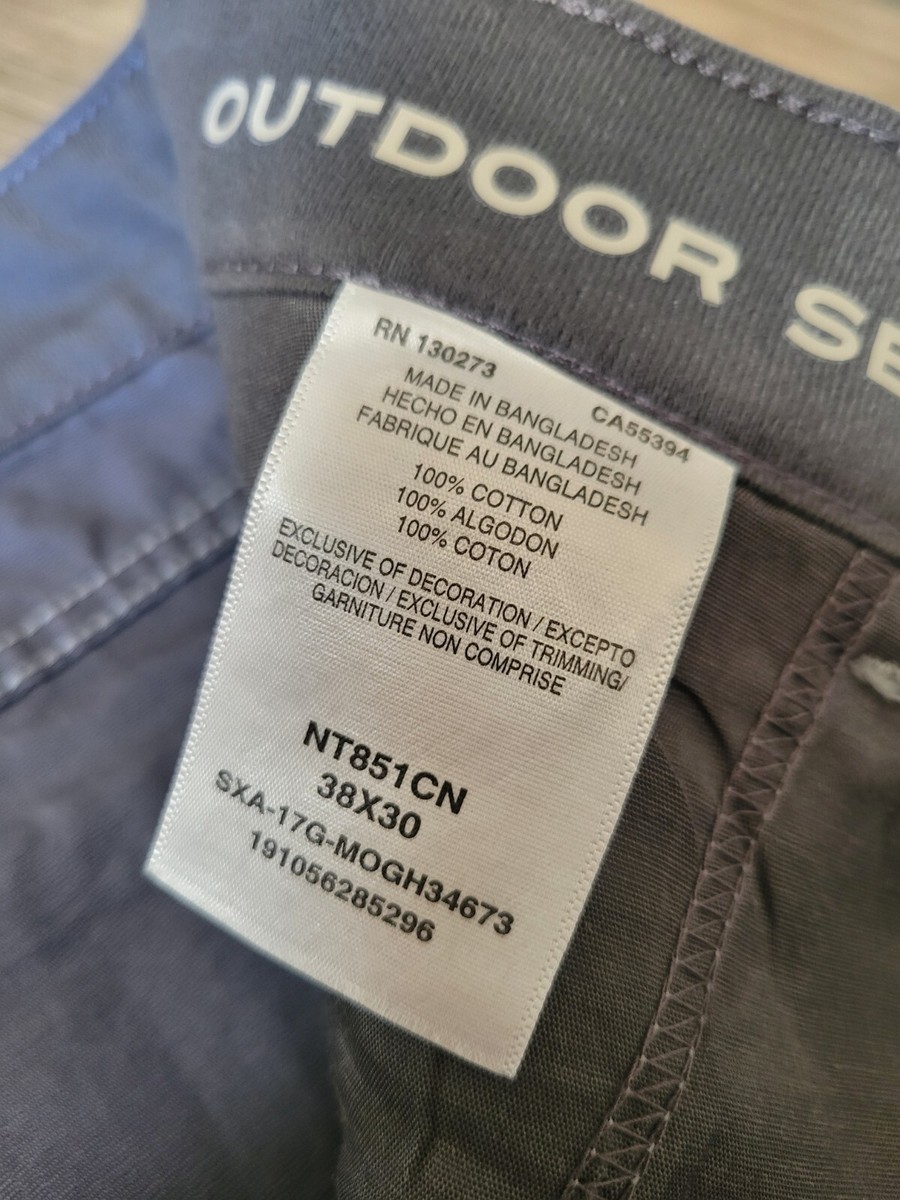 OUTDOOR SE
RN 130273
CA55394
MADE IN BANGLADESH
HECHO EN BANGLADESH
FABRIQUE AU BANGLADESH
100% COTTON
100% ALGODON
100% COTON
EXCLUSIVE OF DECORATION / EXCEPTO
DECORACION / EXCLUSIVE OF TRIMMING/
GARNITURE NON COMPRISE
NT851CN
38X30
SXA-17G-MOGH34673
191056285296